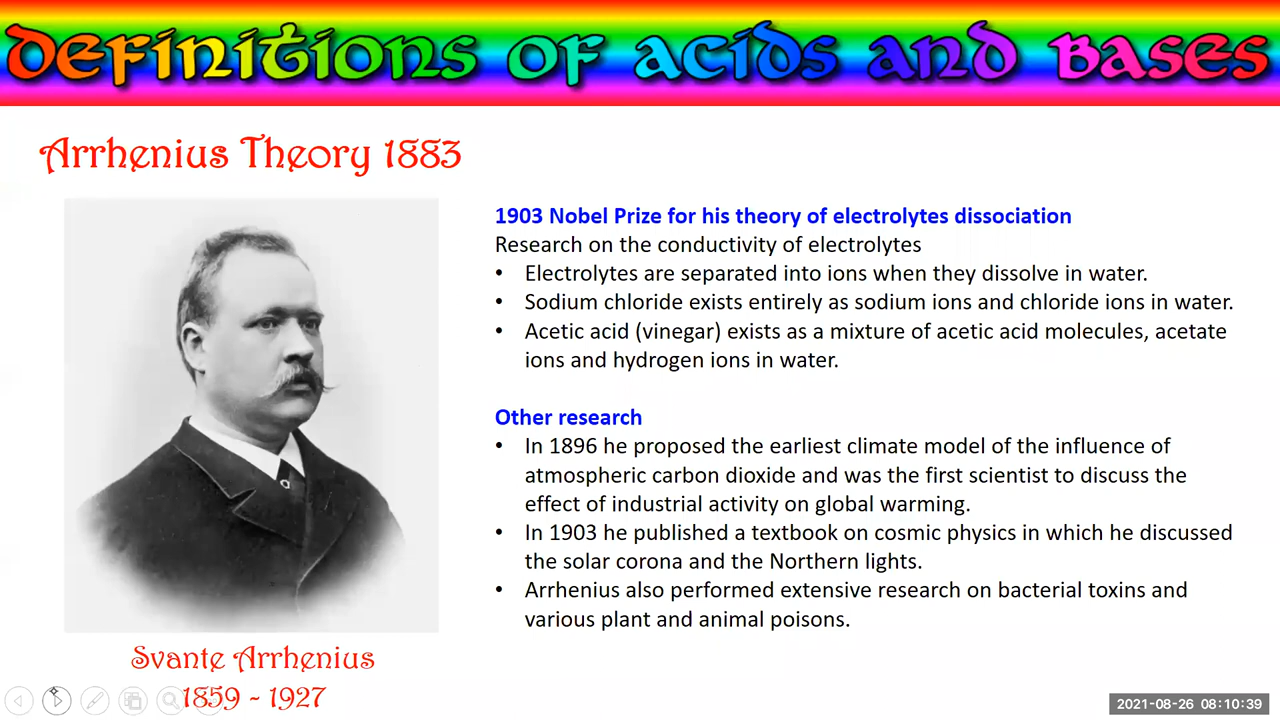 Definitions of Acids and Bases
Arrhenius Theory 1883
1903 Nobel Prize for his theory of electrolytes dissociation
Research on the conductivity of electrolytes
• Electrolytes are separated into ions when they dissolve in water.
• Sodium chloride exists entirely as sodium ions and chloride ions in water.
• Acetic acid (vinegar) exists as a mixture of acetic acid molecules, acetate
ions and hydrogen ions in water.
Other research
• In 1896 he proposed the earliest climate model of the influence of
atmospheric carbon dioxide and was the first scientist to discuss the
effect of industrial activity on global warming.
• In 1903 he published a textbook on cosmic physics in which he discussed
the solar corona and the Northern lights.
• Arrhenius also performed extensive research on bacterial toxins and
various plant and animal poisons.
Svante Arrhenius
1859 - 1927
2021-08-26 08:10:39